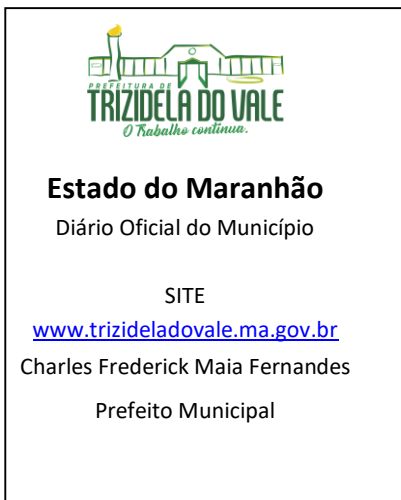 PREFEITURA DE
TRIZIDELA DO VALE
O Trabalho continua.
Estado do Maranhão
Diário Oficial do Município
SITE
www.trizideladovale.ma.gov.br
Charles Frederick Maia Fernandes
Prefeito Municipal